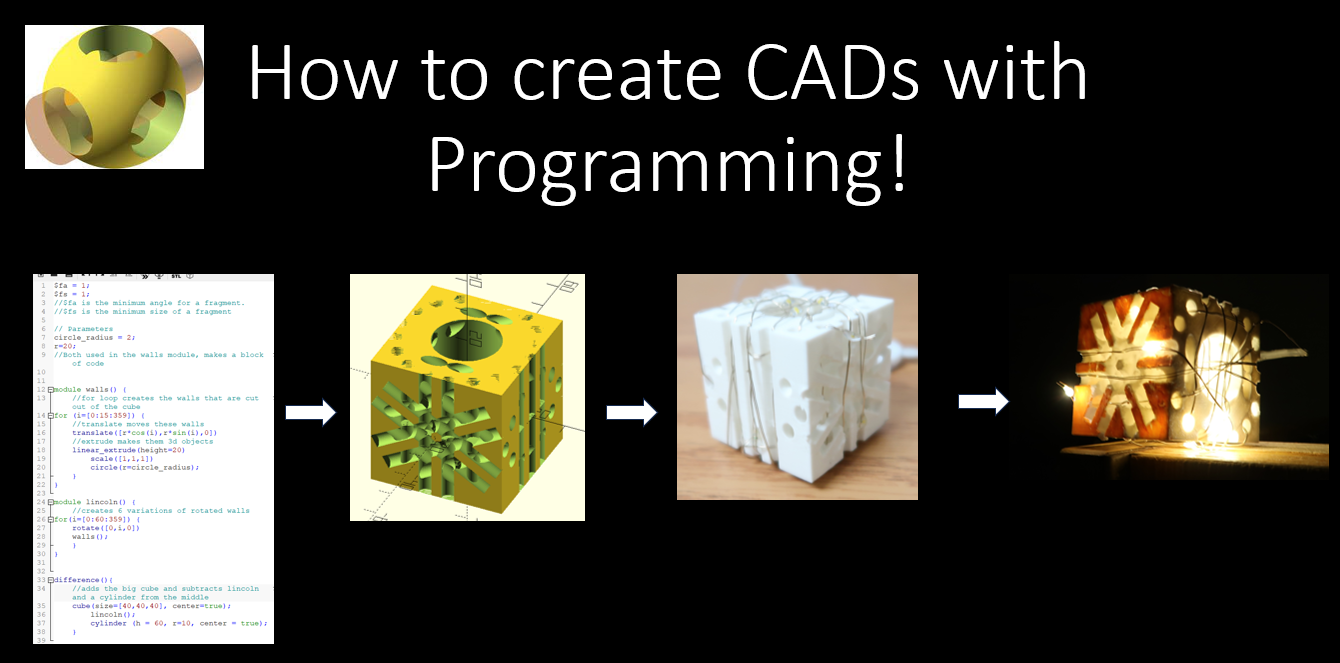 How to create CADs with
Programming!
1 $fa = 1;
2 $fs = 1;
3 //$fa is the minimum angle for a fragment.
4 //$fs is the minimum size of a fragment
5
6 // Parameters
7 circle_radius = 2;
8 r=20;
9 //Both used in the walls module, makes a block
of code
10
11
12 module walls() {
13 //for loop creates the walls that are cut
out of the cube
14 for (i=[0:15:359]) {
15 //translate moves these walls
16 translate([r*cos(i),r*sin(i),0])
17 //extrude makes them 3d objects
18 linear_extrude(height=20)
19 scale([1,1,1])
20 circle(r=circle_radius);
21 }
22 }
23
24 module lincoln() {
25 //creates 6 variations of rotated walls
26 for(i=[0:60:359]) {
27 rotate([0,i,0])
28 walls();
29 }
30 }
31
32
33 difference(){
34 //adds the big cube and subtracts lincoln
and a cylinder from the middle
35 cube(size=[40,40,40], center=true);
36 lincoln();
37 cylinder (h = 60, r=10, center = true);
38 }
39
20